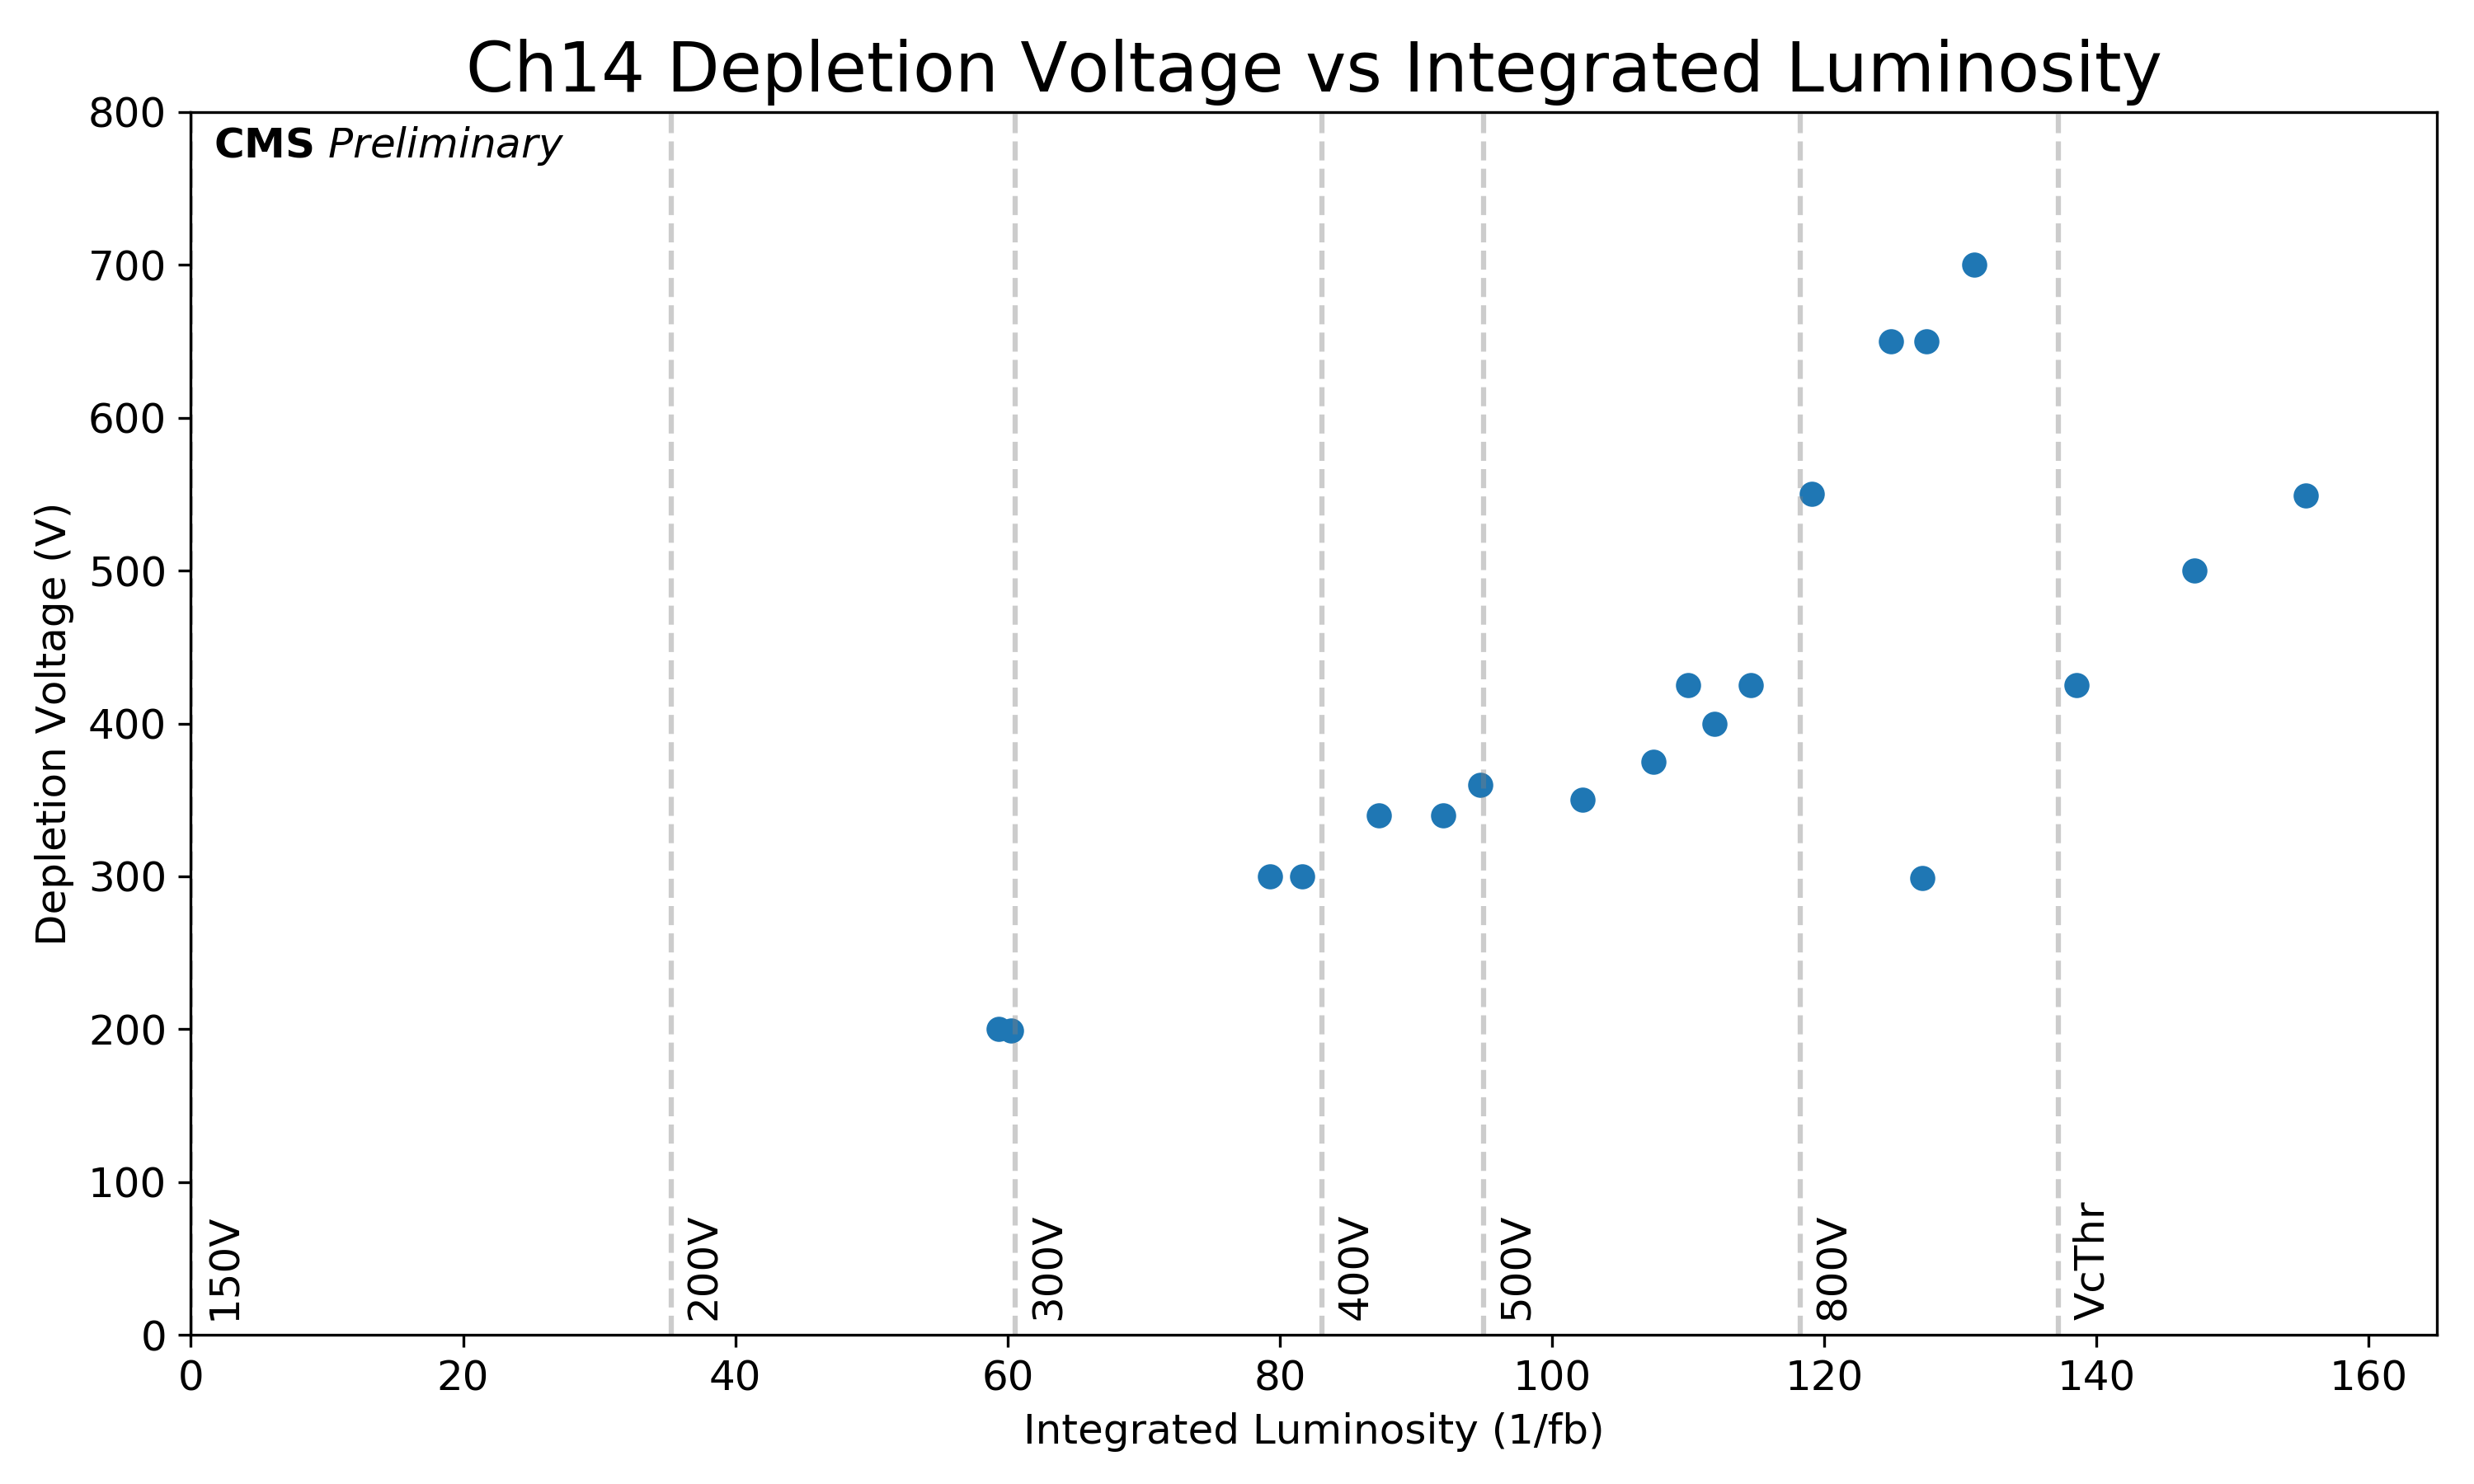 Ch14 Depletion Voltage vs Integrated Luminosity
CMS Preliminary
Depletion Voltage (V)
800
700
600
500
400
300
200
100
0
150V
200V
300V
400V
500V
800V
VcThr
0 20 40 60 80 100 120 140 160
Integrated Luminosity (1/fb)